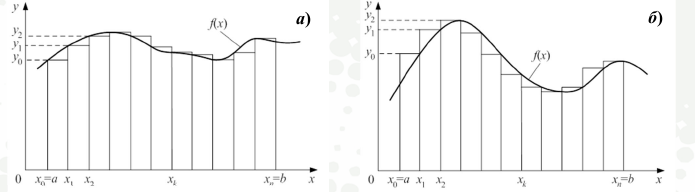 y
а)
y₂
y₁
y₀
f(x)
0
x₀=a
x₁
x₂
xₖ
xₙ=b
x
y
б)
y₂
y₁
y₀
f(x)
0
x₀=a
x₁
x₂
xₖ
xₙ=b
x